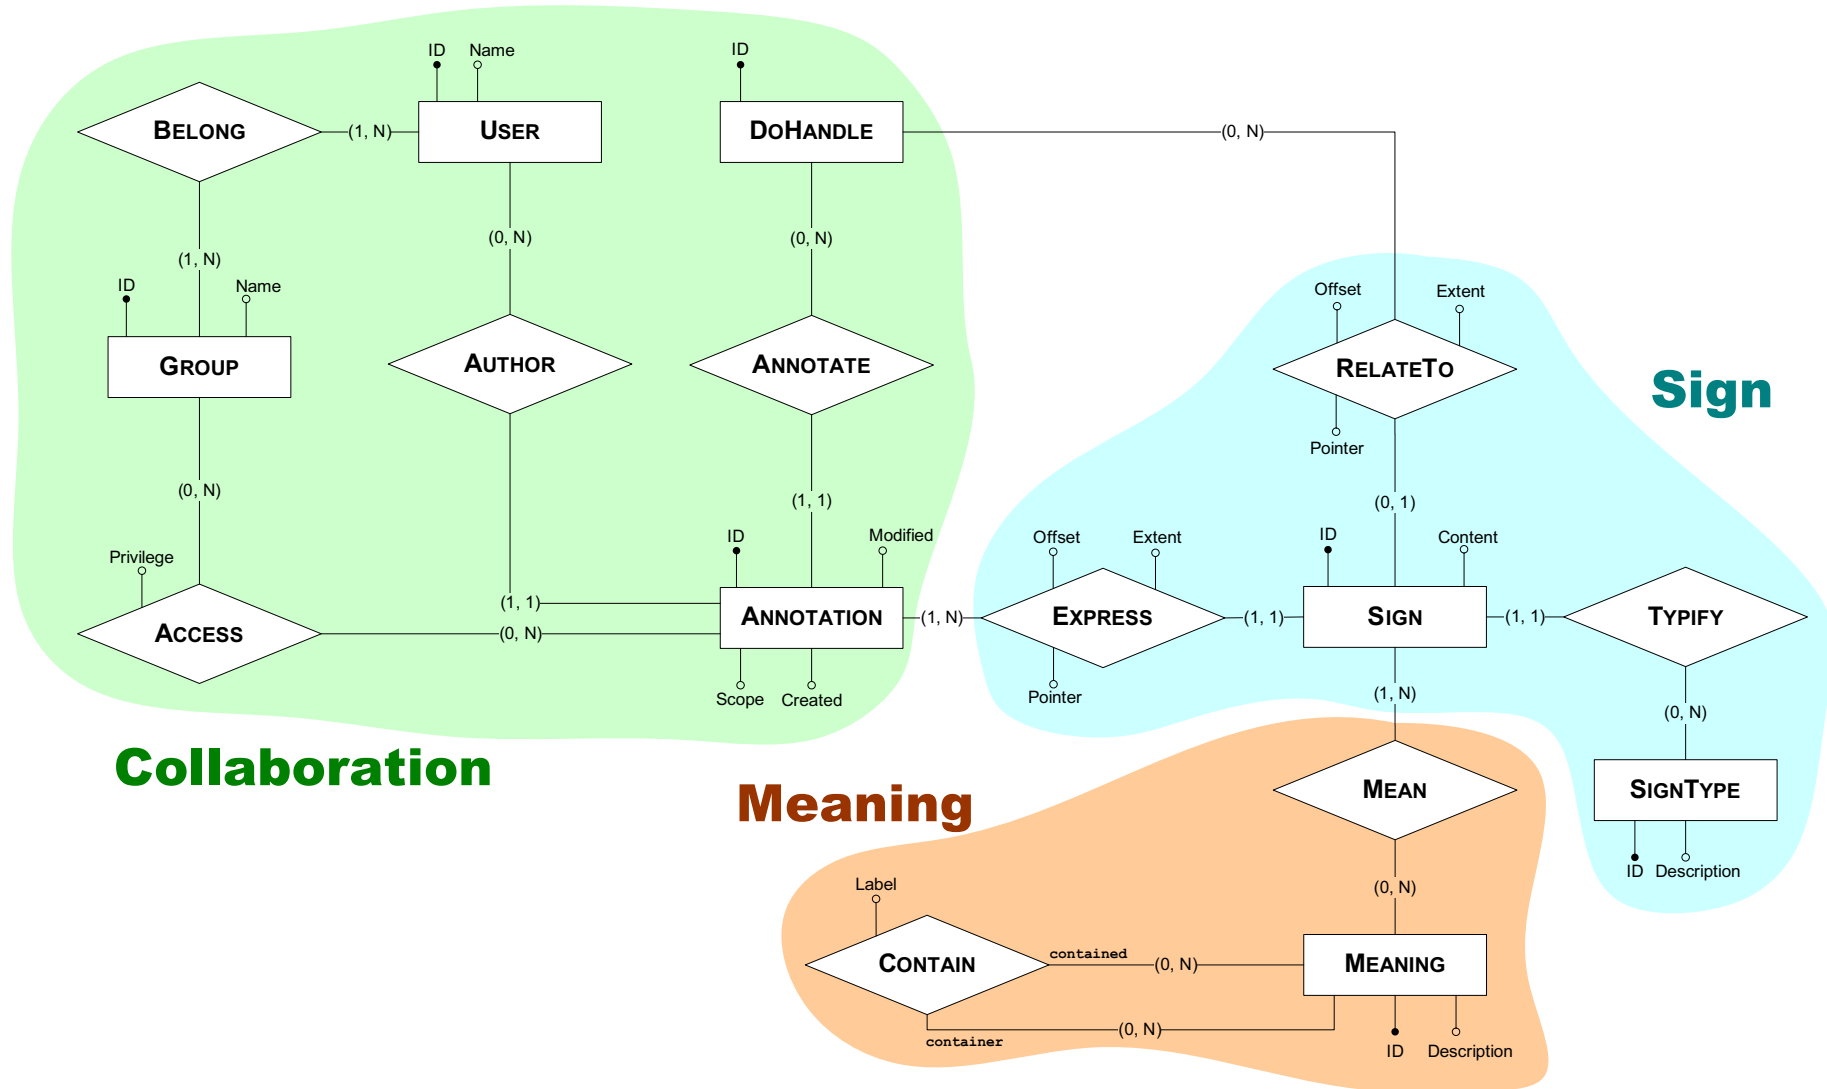 ID
Name
ID
BELONG
(1, N)
USER
DOHANDLE
(0, N)
(0, N)
(0, N)
(1, N)
ID
Name
Offset
Extent
GROUP
AUTHOR
ANNOTATE
RELATETO
Sign
Pointer
(0, N)
(1, 1)
(0, 1)
Privilege
ID
Modified
Offset
Extent
ID
Content
(1, 1)
ACCESS
(0, N)
ANNOTATION
(1, N)
EXPRESS
(1, 1)
SIGN
(1, 1)
TYPIFY
Scope
Created
Pointer
(1, N)
(0, N)
Collaboration
Meaning
MEAN
SIGNTYPE
ID
Description
Label
(0, N)
CONTAIN
contained
(0, N)
MEANING
container
(0, N)
ID
Description